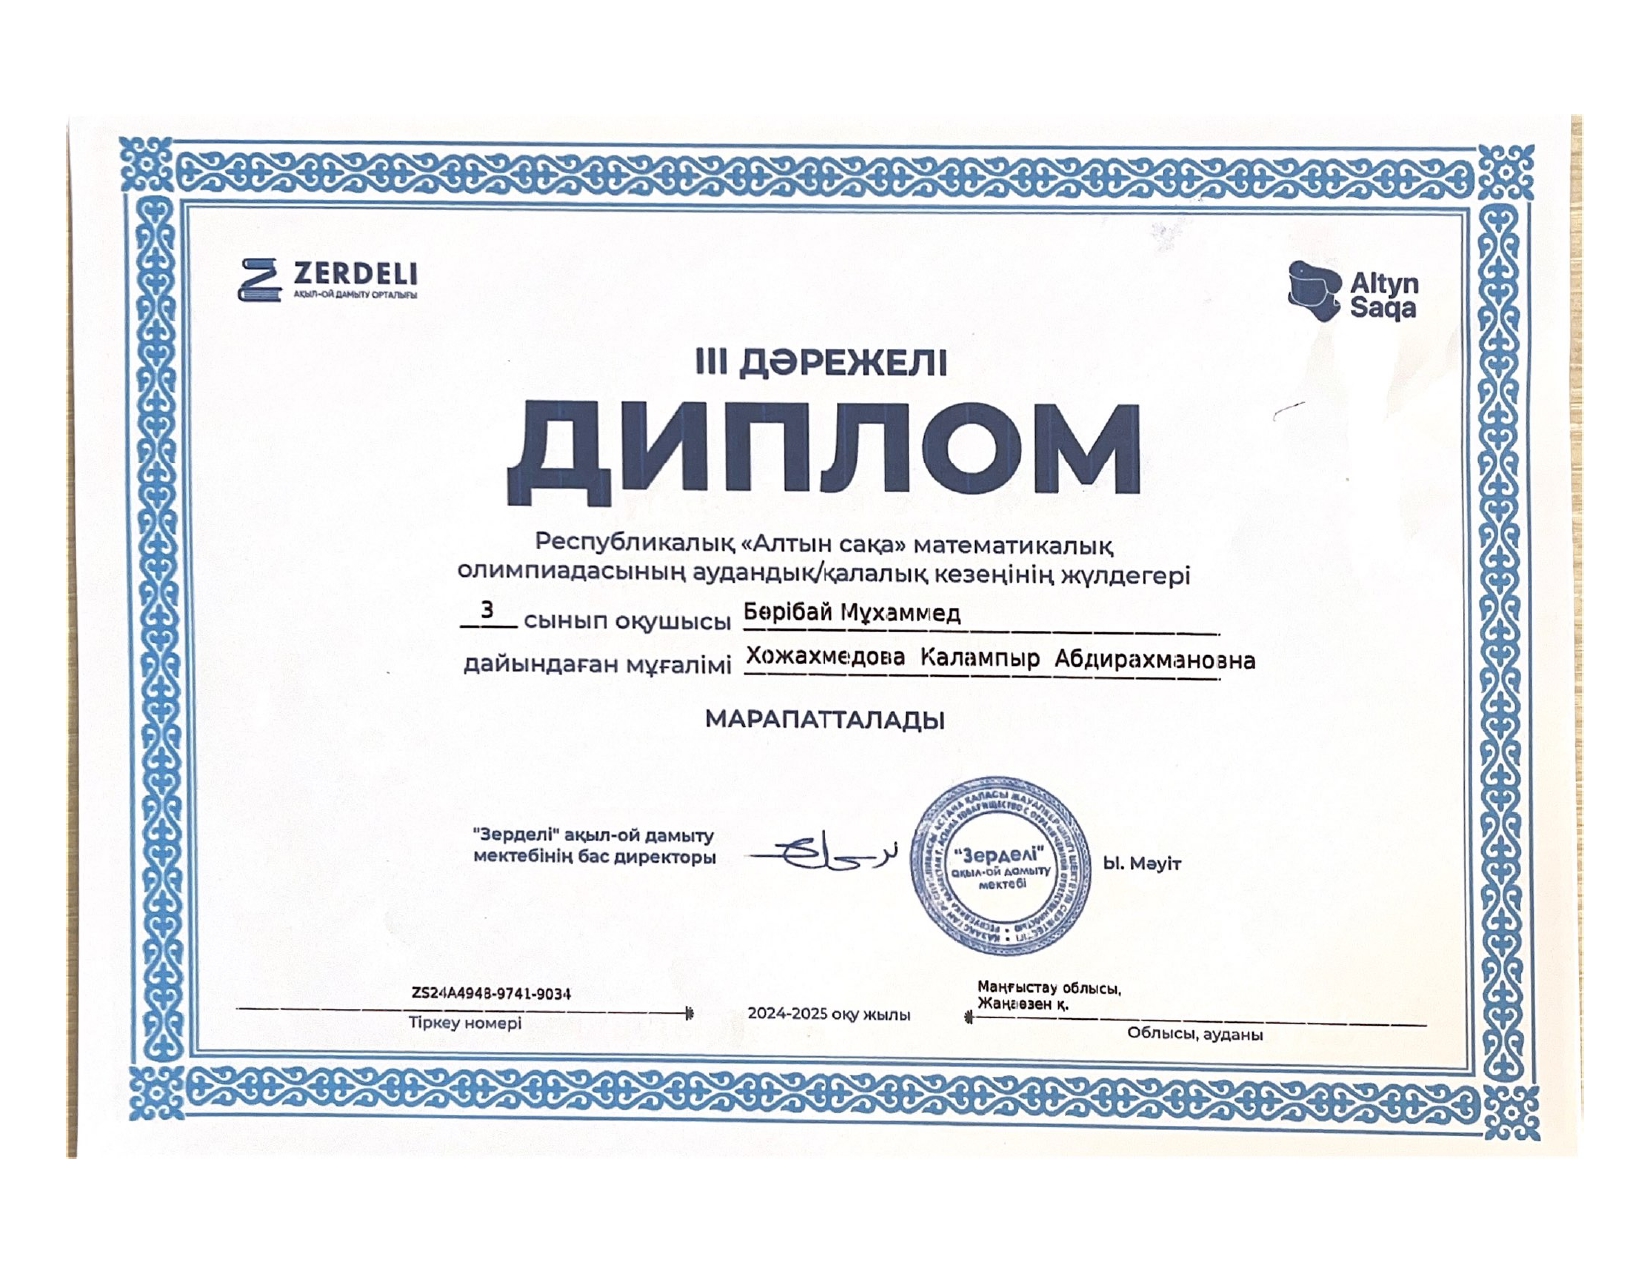 ZERDELI
АҚЫЛ-ОЙ ДАМЫТУ ОРТАЛЫҒЫ
Altyn
Saqa
III ДӘРЕЖЕЛІ
ДИПЛОМ
Республикалық «Алтын сақа» математикалық
олимпиадасының аудандық/қалалық кезеңінің жүлдегері
3 сынып оқушысы Бөрібай Мұхаммед
дайындаған мұғалімі Хожахмедова Калампыр Абдирахмановна
МАРАПАТТАЛАДЫ
"Зерделі" ақыл-ой дамыту
мектебінің бас директоры
"Зерделі"
ақыл-ой дамыту
мектебі
Ы. Мәуіт
ZS24A4948-9741-9034
Тіркеу номері
2024-2025 оқу жылы
Маңғыстау облысы,
Жаңаөзен қ.
Облысы, ауданы